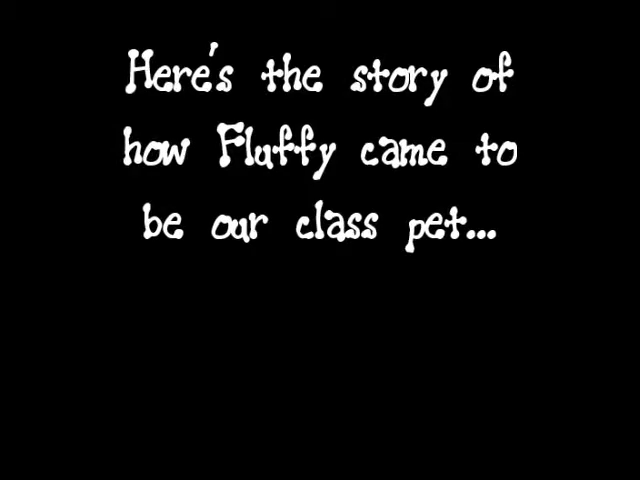 Here's the story of
how Fluffy came to
be our class pet...